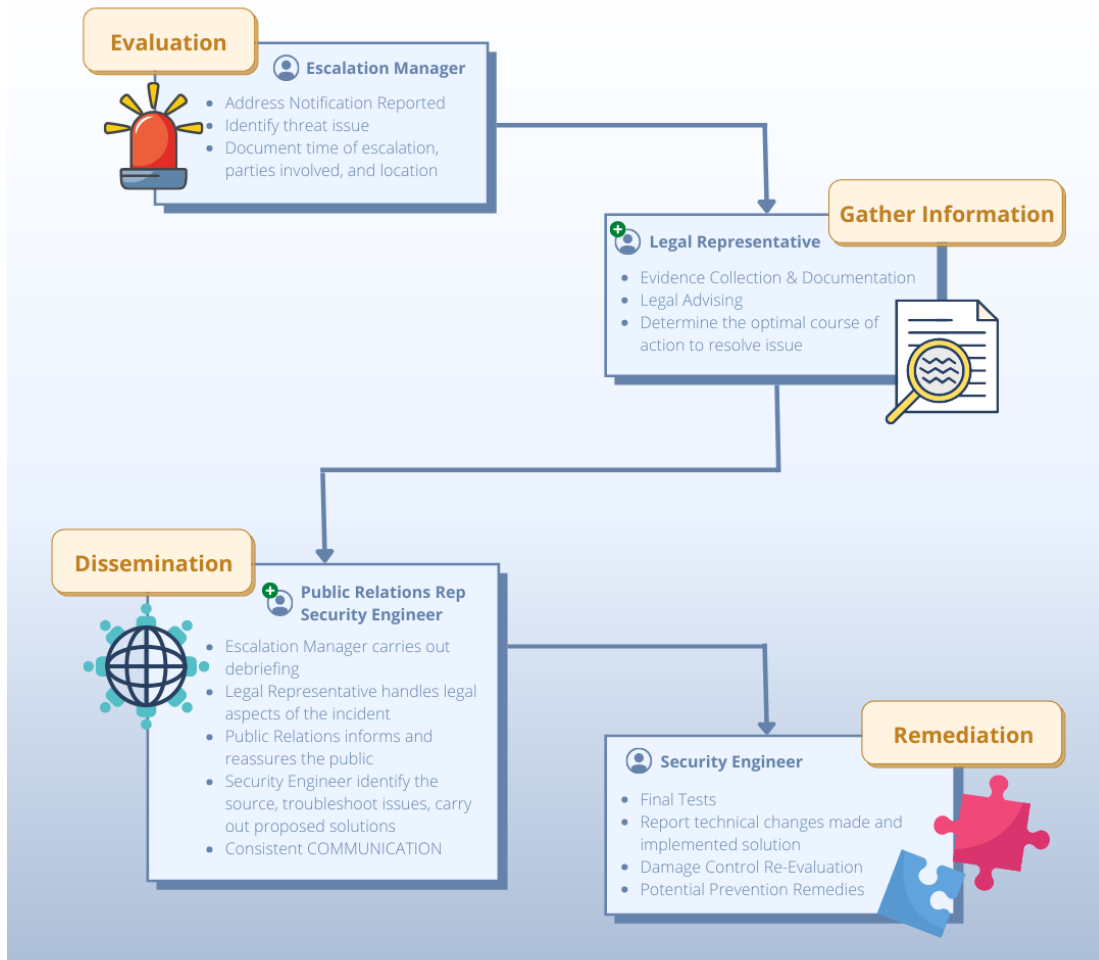 Evaluation
Escalation Manager
• Address Notification Reported
• Identify threat issue
• Document time of escalation,
parties involved, and location
Gather Information
Legal Representative
• Evidence Collection & Documentation
• Legal Advising
• Determine the optimal course of
action to resolve issue
Dissemination
Public Relations Rep
Security Engineer
• Escalation Manager carries out
debriefing
• Legal Representative handles legal
aspects of the incident
• Public Relations informs and
reassures the public
• Security Engineer identify the
source, troubleshoot issues, carry
out proposed solutions
• Consistent COMMUNICATION
Remediation
Security Engineer
• Final Tests
• Report technical changes made and
implemented solution
• Damage Control Re-Evaluation
• Potential Prevention Remedies